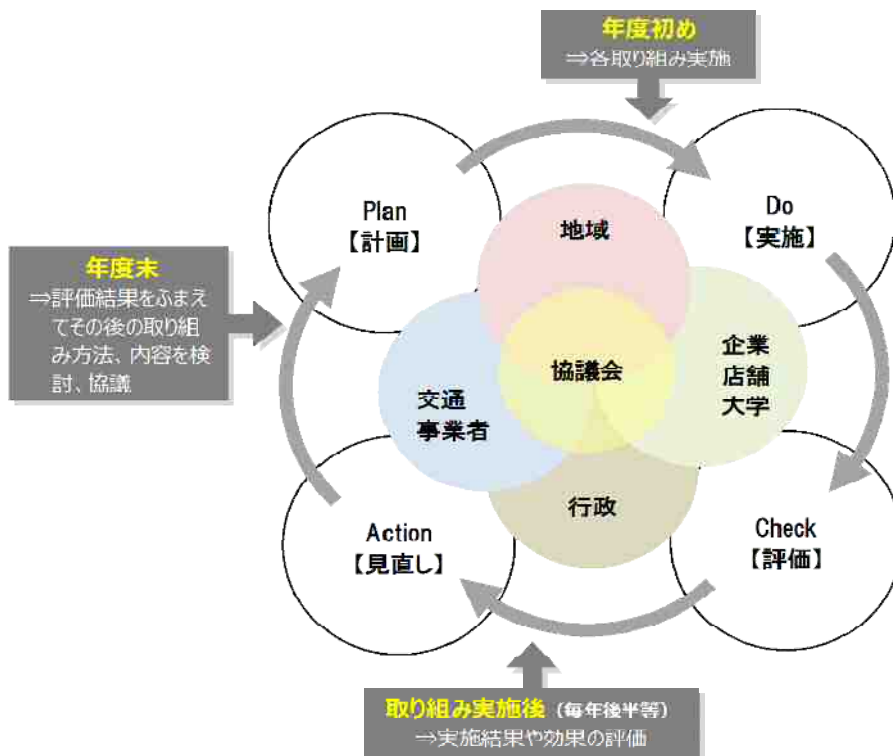 年度初め
⇒各取り組み実施
Plan
【計画】
Do
【実施】
地域
年度末
⇒評価結果をふまえ
てその後の取り組
み方法、内容を検
討、協議
協議会
企業
店舗
大学
交通
事業者
行政
Action
【見直し】
Check
【評価】
取り組み実施後（毎年後半等）
⇒実施結果や効果の評価